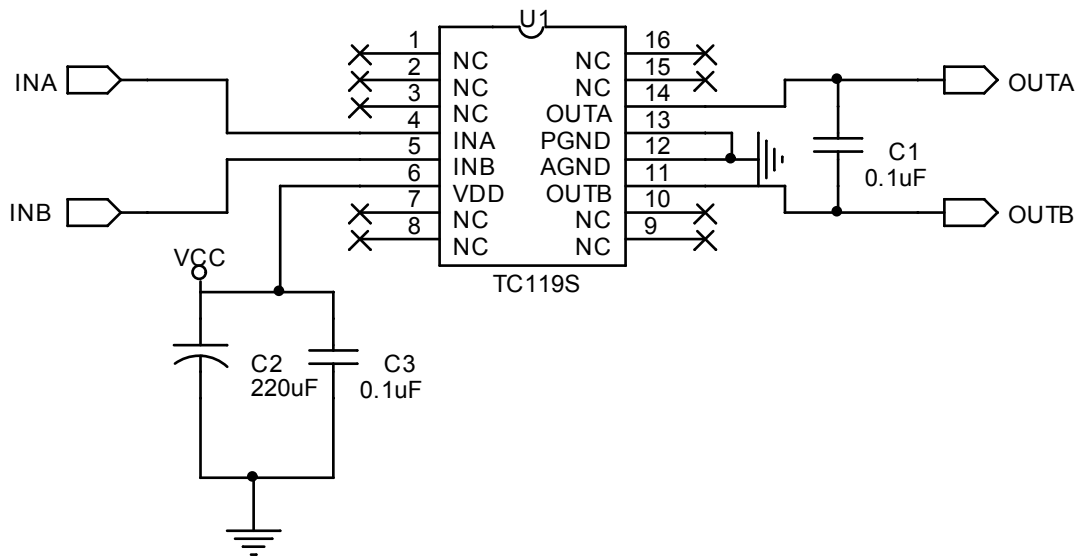 U1
1 NC NC 16
2 NC NC 15
3 NC OUTA 14
4 INA PGND 13
5 INB AGND 12
6 VDD OUTB 11
7 NC NC 10
8 NC NC 9
TC119S
INA
INB
OUTA
OUTB
C1
0.1uF
VCC
C2
220uF
C3
0.1uF